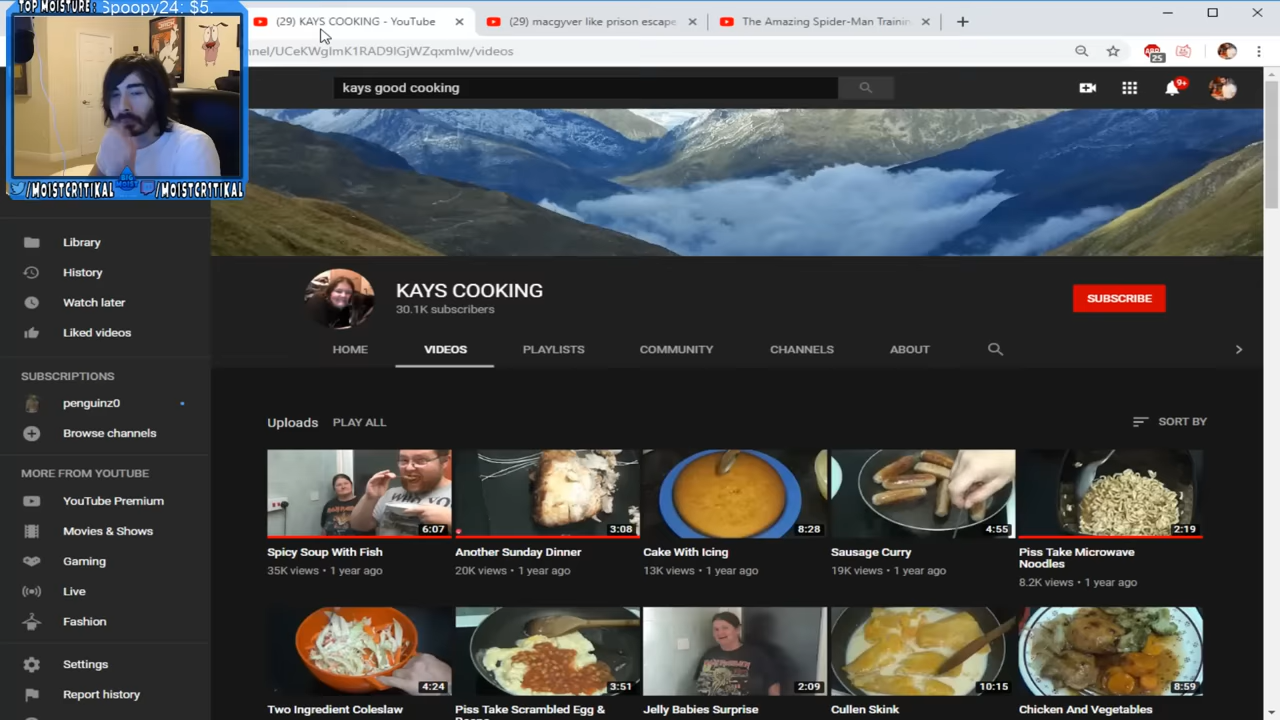 TOP MOISTURE: Spoopy24: $5.
(29) KAYS COOKING - YouTube
(29) macgyver like prison escape
The Amazing Spider-Man Trainin
nel/UCeKWgImK1RAD9IGjWZqxmIw/videos
25
kays good cooking
9+
/MOISTCR1TIKAL
BIG MOIST
/MOISTCR1TIKAL
Library
History
Watch later
Liked videos
SUBSCRIPTIONS
penguinz0
Browse channels
MORE FROM YOUTUBE
YouTube Premium
Movies & Shows
Gaming
Live
Fashion
Settings
Report history
KAYS COOKING
30.1K subscribers
SUBSCRIBE
HOME VIDEOS PLAYLISTS COMMUNITY CHANNELS ABOUT
Uploads PLAY ALL SORT BY
6:07 3:08 8:28 4:55 2:19
Spicy Soup With Fish
35K views • 1 year ago
Another Sunday Dinner
20K views • 1 year ago
Cake With Icing
13K views • 1 year ago
Sausage Curry
19K views • 1 year ago
Piss Take Microwave
Noodles
8.2K views • 1 year ago
4:24 3:51 2:09 10:15 8:59
Two Ingredient Coleslaw
Piss Take Scrambled Egg &
Jelly Babies Surprise
Cullen Skink
Chicken And Vegetables